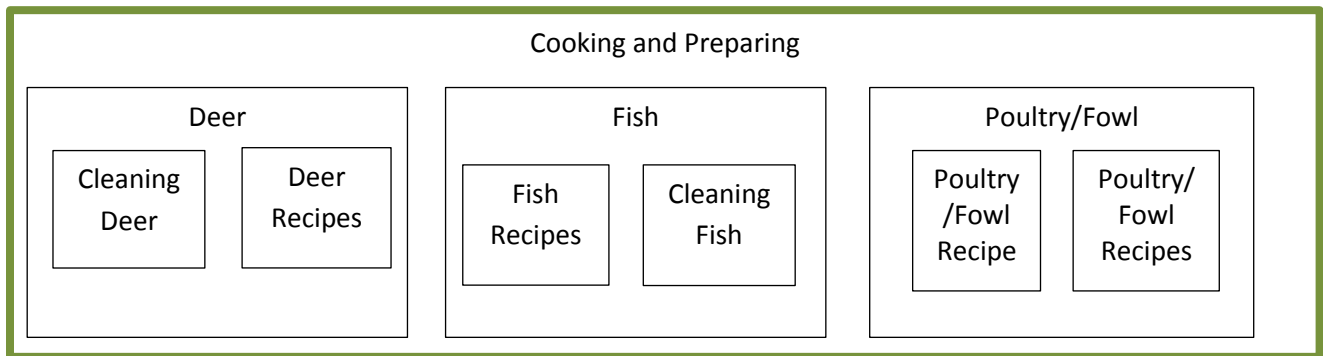 Cooking and Preparing
Deer
Cleaning
Deer
Deer
Recipes
Fish
Fish
Recipes
Cleaning
Fish
Poultry/Fowl
Poultry
/Fowl
Recipe
Poultry/
Fowl
Recipes